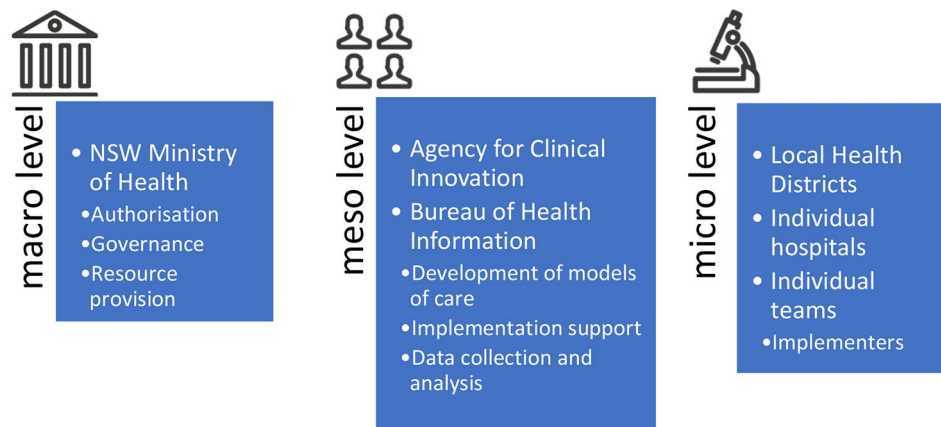 macro level
• NSW Ministry
of Health
•Authorisation
•Governance
•Resource
provision
meso level
• Agency for Clinical
Innovation
• Bureau of Health
Information
•Development of models
of care
•Implementation support
•Data collection and
analysis
micro level
• Local Health
Districts
• Individual
hospitals
• Individual
teams
•Implementers